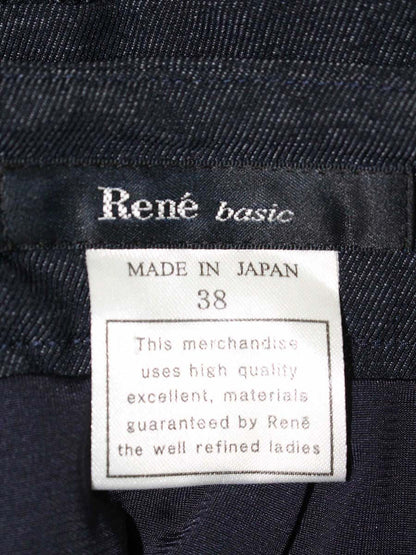 René basic
MADE IN JAPAN
38
This merchandise
uses high quality
excellent, materials
guaranteed by René
the well refined ladies